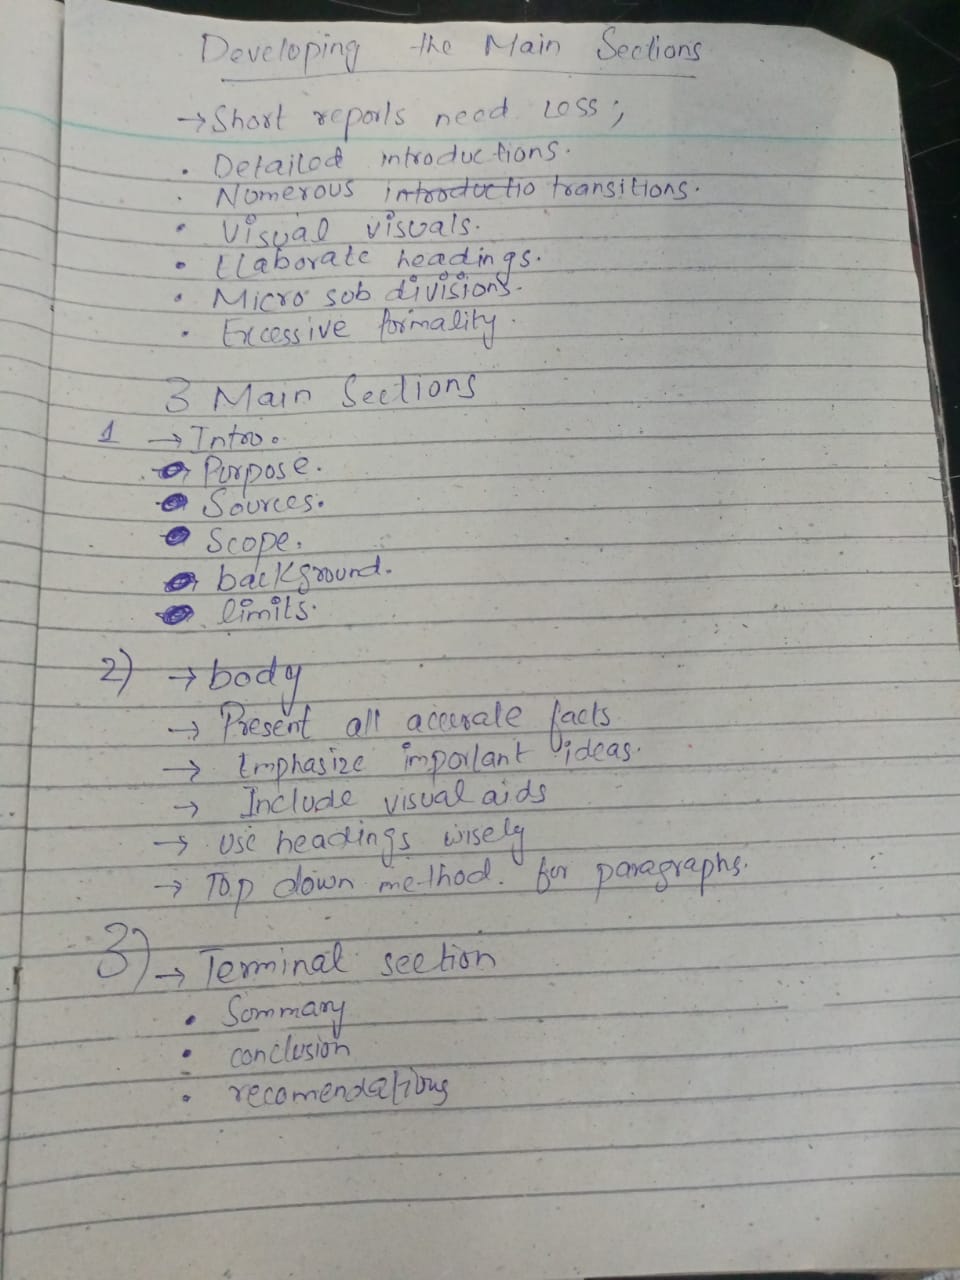 Developing the Main Sections
→ Short reports need Loss;
• Detailed introductions.
• Numerous introductio transitions.
• Visual visuals.
• Elaborate headings.
• Micro sub divisions.
• Excessive formality.
3 Main Sections
1 → Intro.
• Purpose.
• Sources.
• Scope.
• background.
• limits.
2) → body
→ Present all accurate facts
→ Emphasize important ideas.
→ Include visual aids
→ Use headings wisely
→ Top down method. for paragraphs.
3) → Terminal section
• Summary
• conclusion
• recomendations